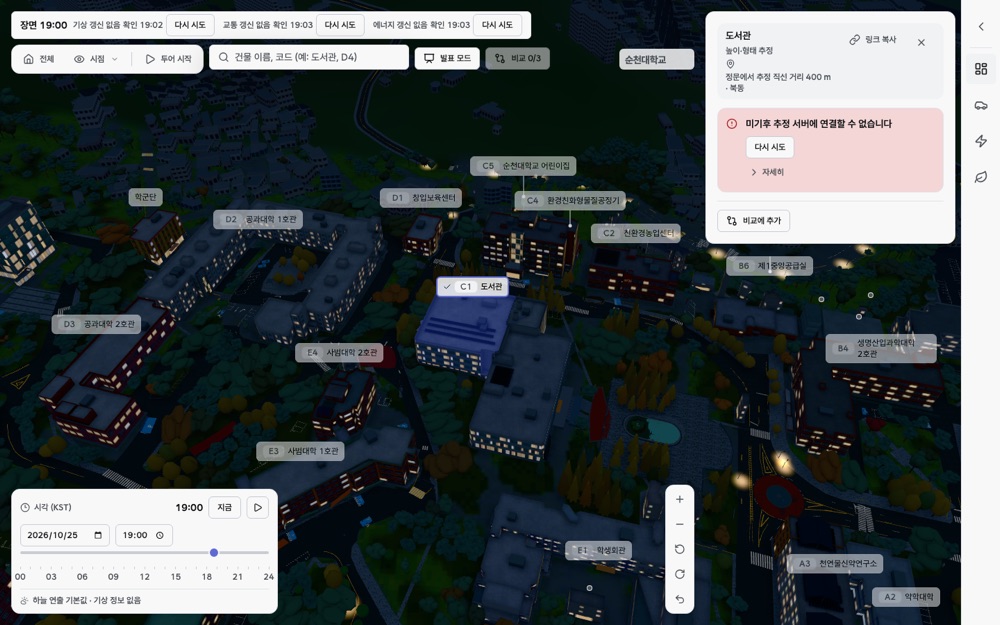 장면 19:00 기상 갱신 없음 확인 19:02 다시 시도 교통 갱신 없음 확인 19:03 다시 시도 에너지 갱신 없음 확인 19:03 다시 시도
전체 시점 투어 시작
건물 이름, 코드 (예: 도서관, D4)
발표 모드
비교 0/3
순천대학교
도서관
링크 복사
높이·형태 추정
정문에서 추정 직선 거리 400 m
· 북동
미기후 추정 서버에 연결할 수 없습니다
다시 시도
자세히
비교에 추가
C5 순천대학교 어린이집
학군단
D1 창업보육센터
C4 환경친화형물질공정기
D2 공과대학 1호관
C2 친환경농업센터
B6 제1중앙공급실
C1 도서관
D3 공과대학 2호관
E4 사범대학 2호관
B4 생명산업과학대학
2호관
E3 사범대학 1호관
E1 학생회관
A3 천연물신약연구소
A2 약학대학
시각 (KST) 19:00 지금
2026/10/25 19:00
00 03 06 09 12 15 18 21 24
하늘 연출 기본값 · 기상 정보 없음